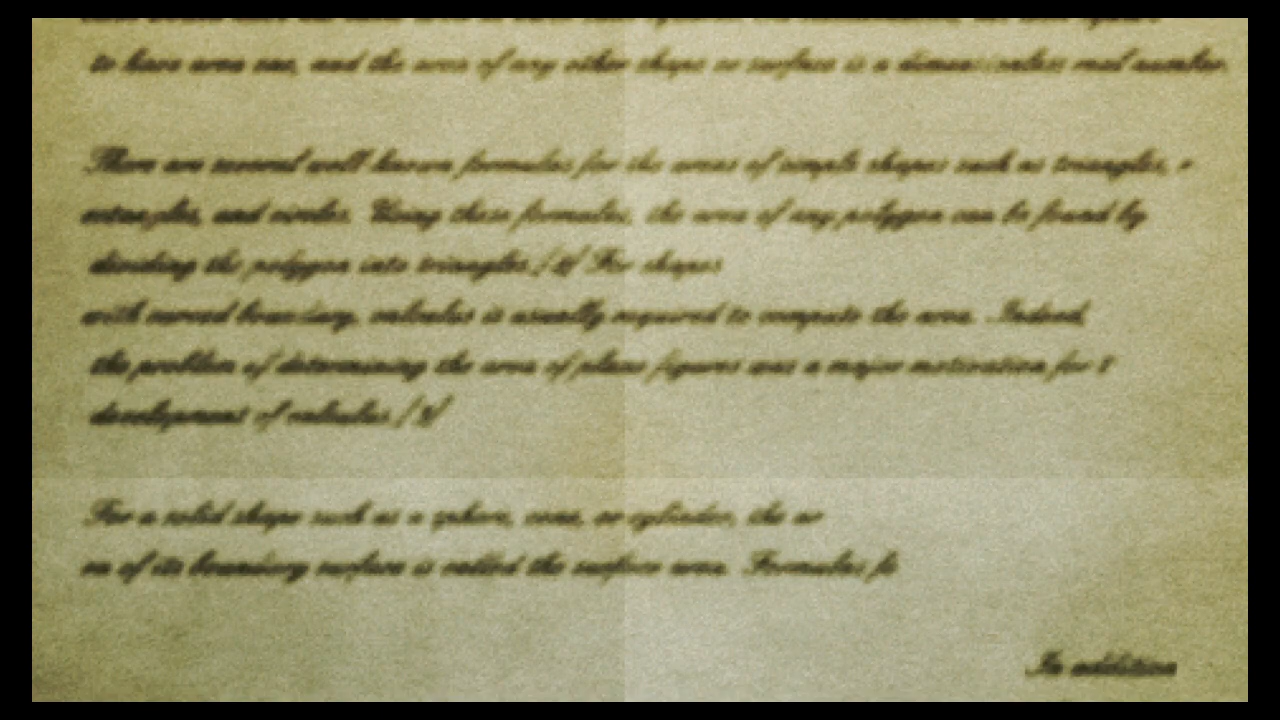 to have area one, and the area of any other shape or surface is a dimensionless real number.
There are several well known formulas for the areas of simple shapes such as triangles, r
ectangles, and circles. Using these formulas, the area of any polygon can be found by
dividing the polygon into triangles.[2] For shapes
with curved boundary, calculus is usually required to compute the area. Indeed,
the problem of determining the area of plane figures was a major motivation for t
development of calculus.[3]
For a solid shape such as a sphere, cone, or cylinder, the ar
ea of its boundary surface is called the surface area. Formulas fo
In addition